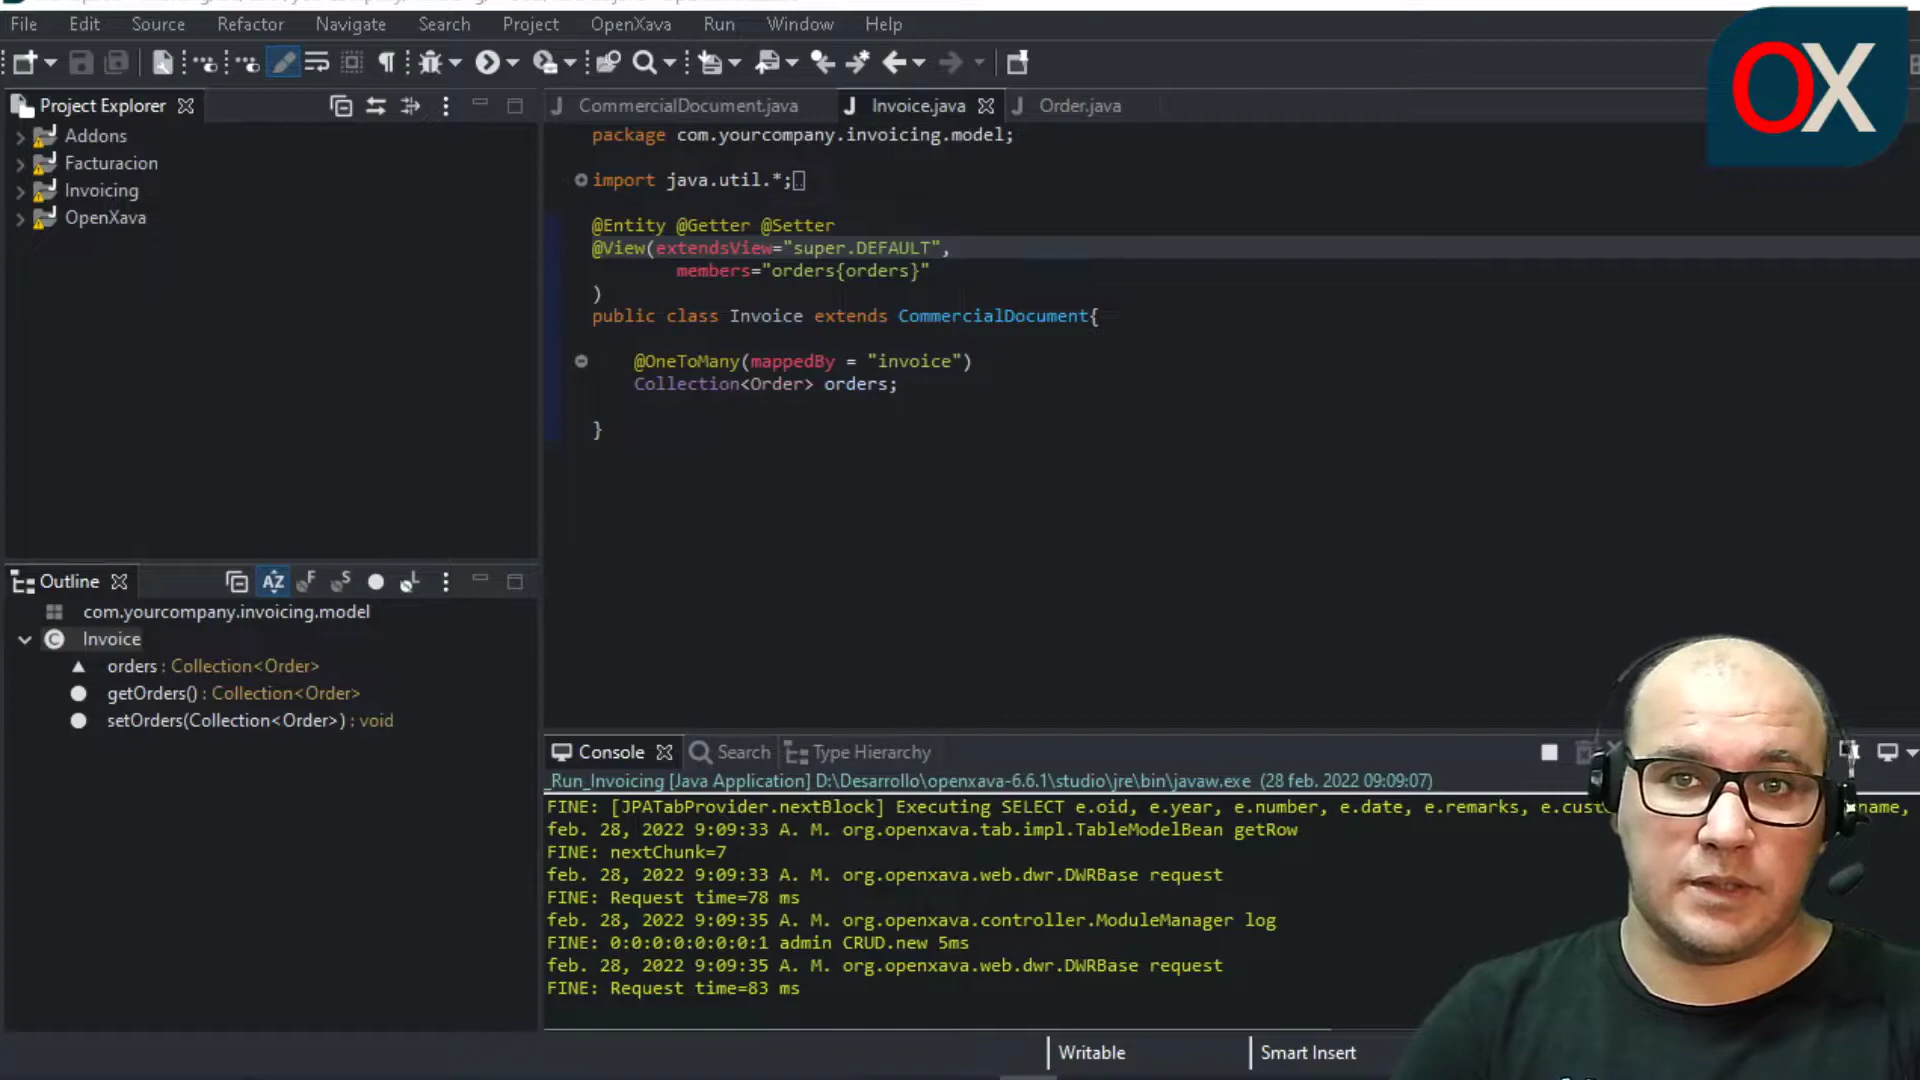 File Edit Source Refactor Navigate Search Project OpenXava Run Window Help
OX
Project Explorer
Addons
Facturacion
Invoicing
OpenXava
CommercialDocument.java Invoice.java Order.java
package com.yourcompany.invoicing.model;
import java.util.*;
@Entity @Getter @Setter
@View(extendsView="super.DEFAULT",
members="orders{orders}"
)
public class Invoice extends CommercialDocument{
@OneToMany(mappedBy = "invoice")
Collection<Order> orders;
}
Outline
com.yourcompany.invoicing.model
Invoice
orders : Collection<Order>
getOrders() : Collection<Order>
setOrders(Collection<Order>) : void
Console Search Type Hierarchy
_Run_Invoicing [Java Application] D:\Desarrollo\openxava-6.6.1\studio\jre\bin\javaw.exe (28 feb. 2022 09:09:07)
FINE: [JPATabProvider.nextBlock] Executing SELECT e.oid, e.year, e.number, e.date, e.remarks, e.cust name,
feb. 28, 2022 9:09:33 A. M. org.openxava.tab.impl.TableModelBean getRow
FINE: nextChunk=7
feb. 28, 2022 9:09:33 A. M. org.openxava.web.dwr.DWRBase request
FINE: Request time=78 ms
feb. 28, 2022 9:09:35 A. M. org.openxava.controller.ModuleManager log
FINE: 0:0:0:0:0:0:0:1 admin CRUD.new 5ms
feb. 28, 2022 9:09:35 A. M. org.openxava.web.dwr.DWRBase request
FINE: Request time=83 ms
Writable Smart Insert